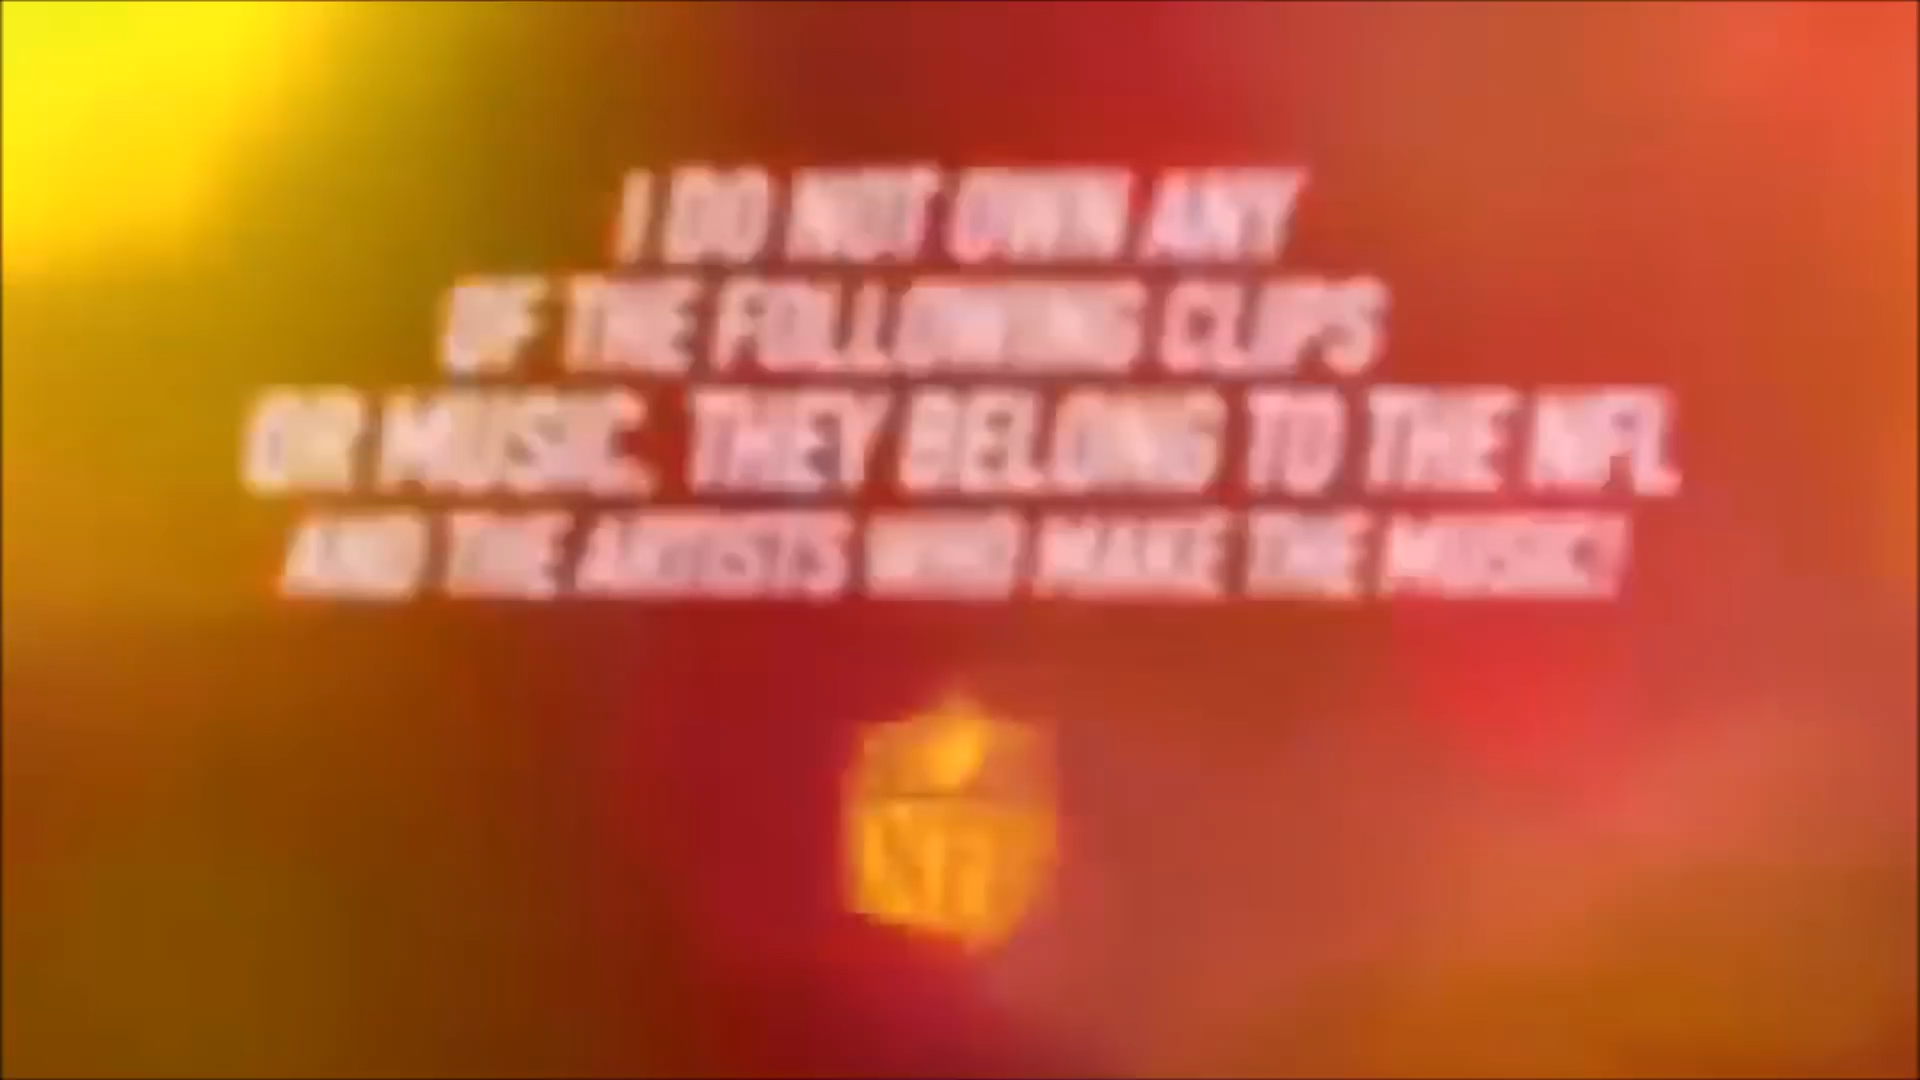 I DO NOT OWN ANY
OF THE FOLLOWING CLIPS
OR MUSIC. THEY BELONG TO THE NFL
AND THE ARTISTS WHO MAKE THE MUSIC!